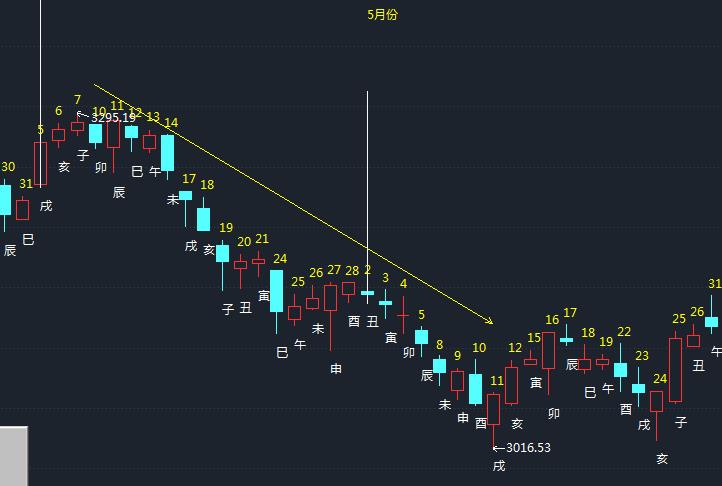 5月份
7
3295.19
6
5
10
11
12
13
14
子
亥
卯
巳
午
辰
未
戌
30
31
辰
巳
17
18
戌
亥
19
20
21
子
丑
寅
24
25
26
27
28
2
3
4
巳
午
未
申
酉
丑
寅
卯
5
8
9
10
11
12
15
16
17
18
19
22
23
24
25
26
31
辰
未
申
酉
戌
亥
寅
卯
辰
巳
午
酉
戌
亥
子
丑
午
3016.53